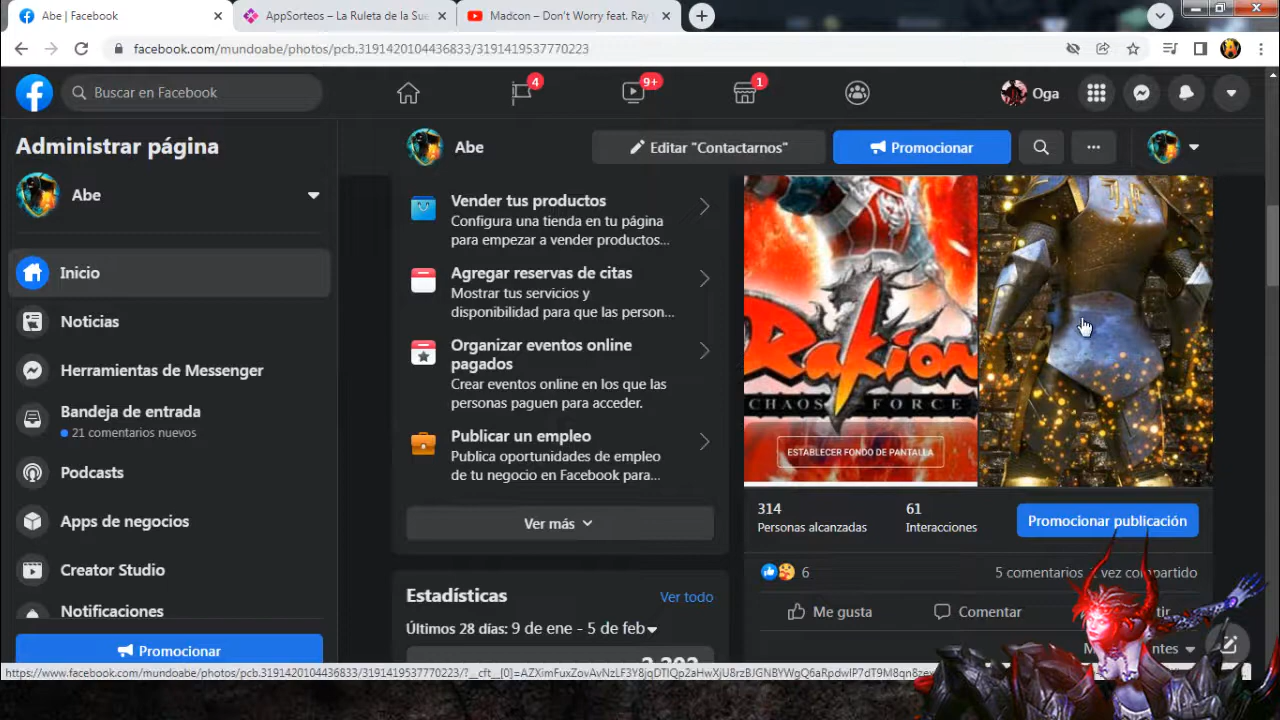 Abe | Facebook
AppSorteos – La Ruleta de la Sue
Madcon – Don't Worry feat. Ray
facebook.com/mundoabe/photos/pcb.3191420104436833/3191419537770223
Buscar en Facebook
4
9+
1
Oga
Administrar página
Abe
Inicio
Noticias
Herramientas de Messenger
Bandeja de entrada
21 comentarios nuevos
Podcasts
Apps de negocios
Creator Studio
Notificaciones
Promocionar
Abe
Editar "Contactarnos"
Promocionar
Vender tus productos
Configura una tienda en tu página
para empezar a vender productos...
Agregar reservas de citas
Mostrar tus servicios y
disponibilidad para que las person...
Organizar eventos online
pagados
Crear eventos online en los que las
personas paguen para acceder.
Publicar un empleo
Publica oportunidades de empleo
de tu negocio en Facebook para...
Ver más
Estadísticas
Ver todo
Últimos 28 días: 9 de ene - 5 de feb
Rakion
CHAOS FORCE
ESTABLECER FONDO DE PANTALLA
314
Personas alcanzadas
61
Interacciones
Promocionar publicación
6
5 comentarios
vez compartido
Me gusta
Comentar